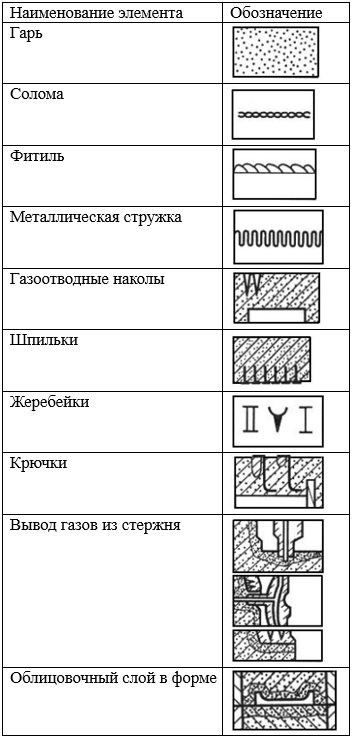 Наименование элемента Обозначение
Гарь
Солома
Фитиль
Металлическая стружка
Газоотводные наколы
Шпильки
Жеребейки
Крючки
Вывод газов из стержня
Облицовочный слой в форме